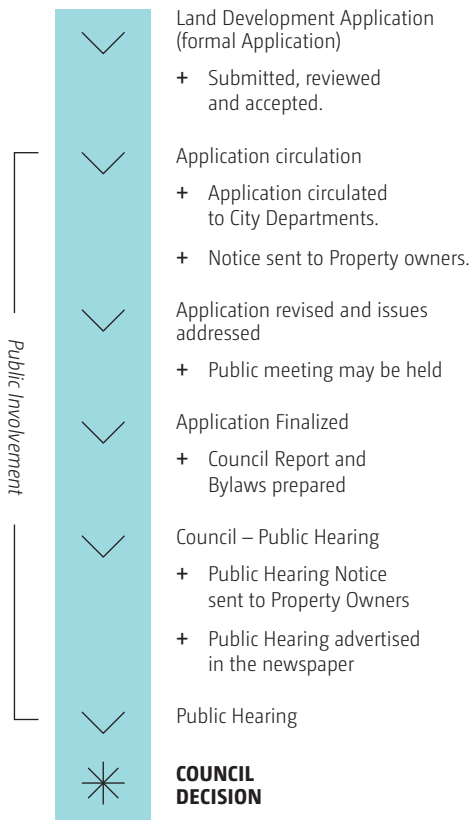 Land Development Application
(formal Application)
+ Submitted, reviewed
and accepted.
Application circulation
+ Application circulated
to City Departments.
+ Notice sent to Property owners.
Application revised and issues
addressed
+ Public meeting may be held
Application Finalized
+ Council Report and
Bylaws prepared
Council – Public Hearing
+ Public Hearing Notice
sent to Property Owners
+ Public Hearing advertised
in the newspaper
Public Hearing
COUNCIL
DECISION
Public Involvement